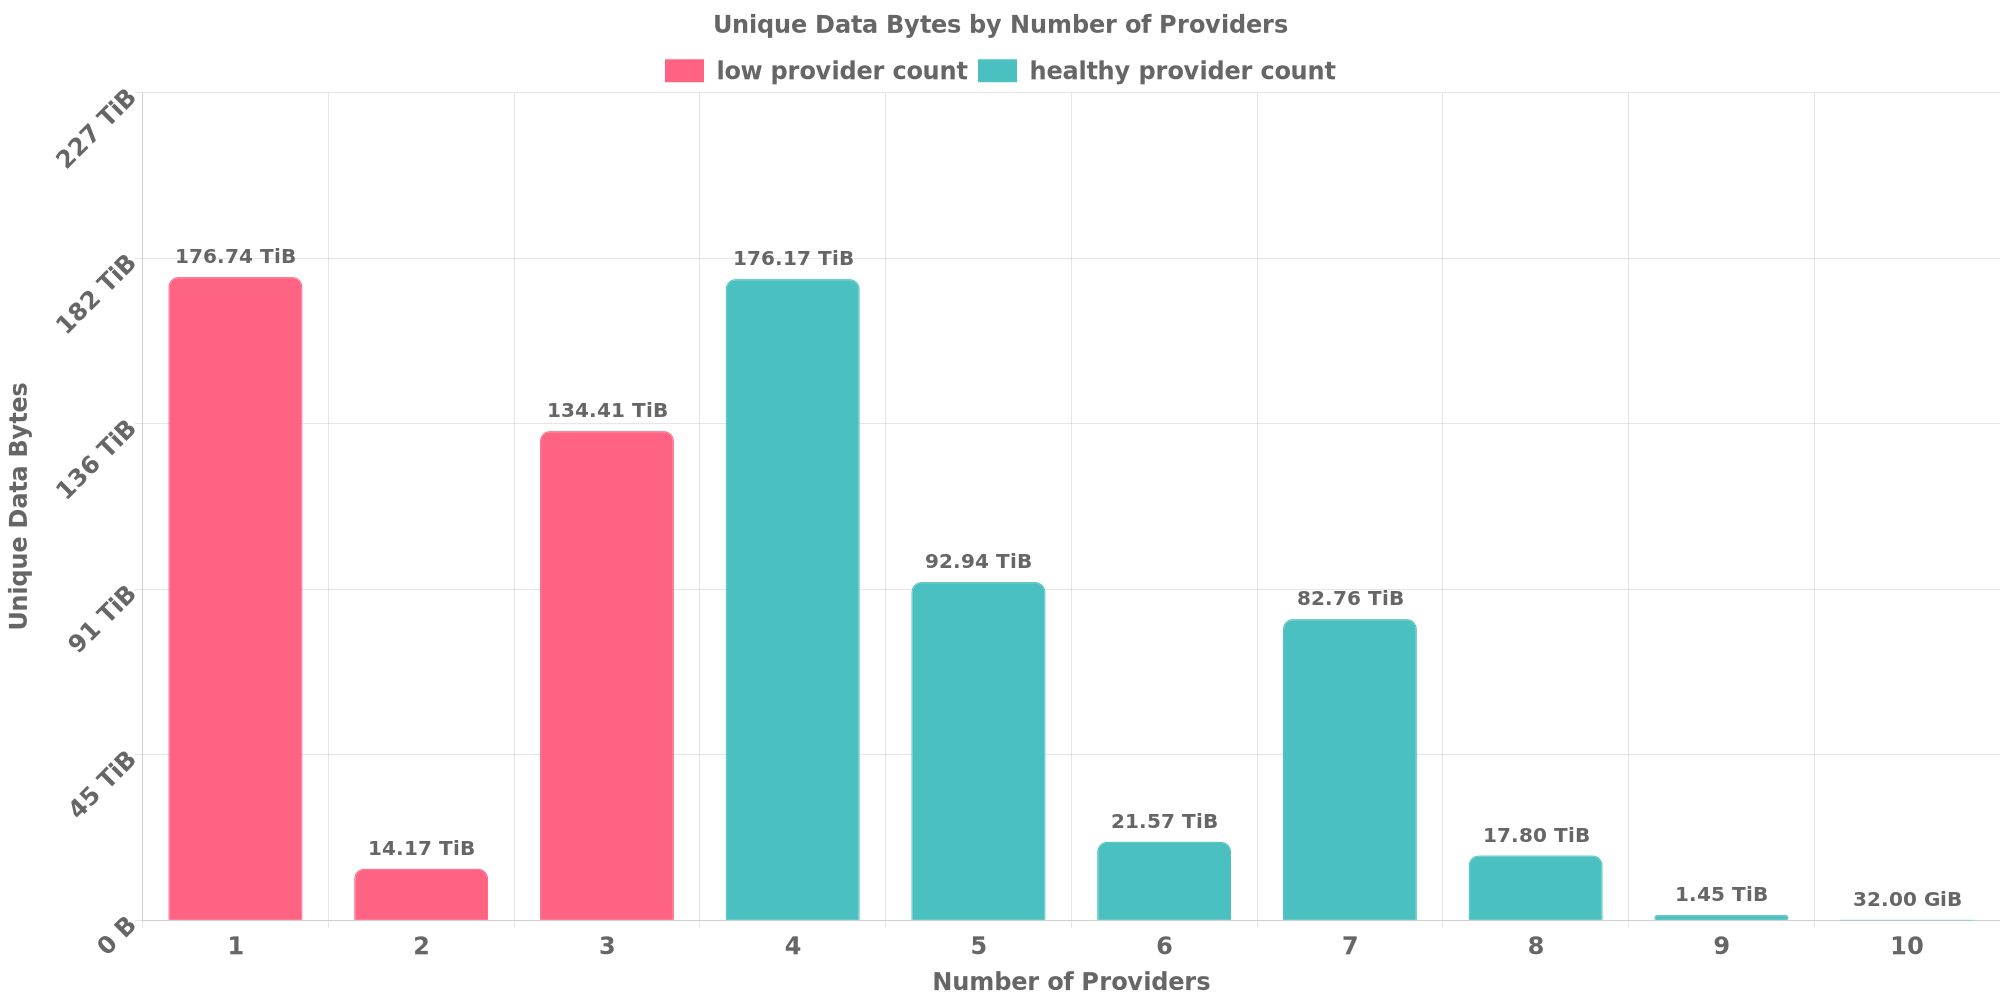 Unique Data Bytes by Number of Providers
low provider count healthy provider count
227 TiB
182 TiB
136 TiB
91 TiB
45 TiB
0 B
Unique Data Bytes
176.74 TiB
14.17 TiB
134.41 TiB
176.17 TiB
92.94 TiB
21.57 TiB
82.76 TiB
17.80 TiB
1.45 TiB
32.00 GiB
1 2 3 4 5 6 7 8 9 10
Number of Providers